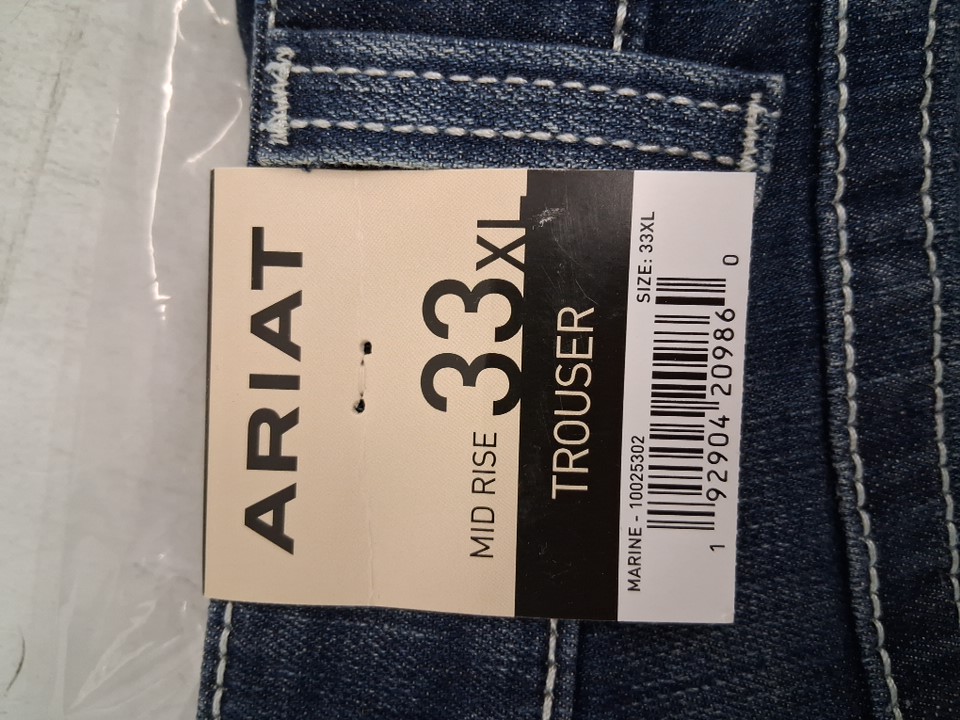 ARIAT
MID RISE 33XL
TROUSER
MARINE - 10025302 SIZE: 33XL
1 92904 20986 0